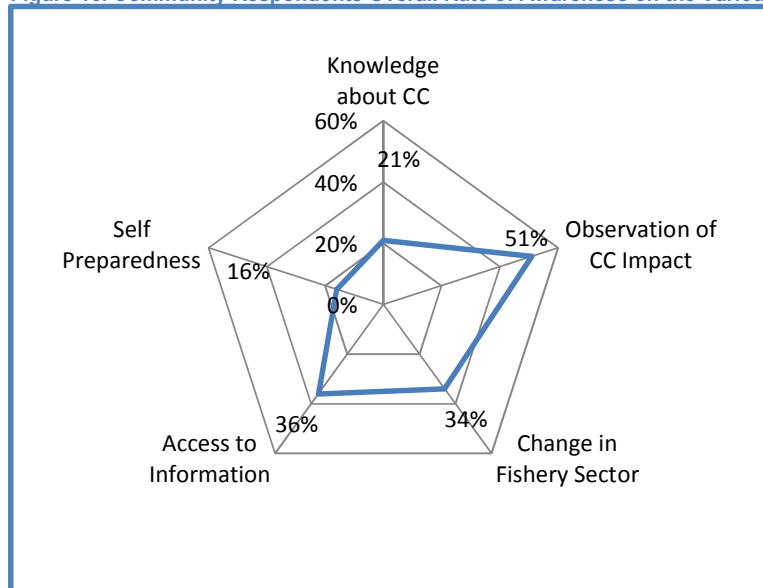 Knowledge
about CC
60%
21%
40%
Self
Preparedness
51%
Observation of
CC Impact
20%
16%
0%
Access to
Information
36%
34%
Change in
Fishery Sector